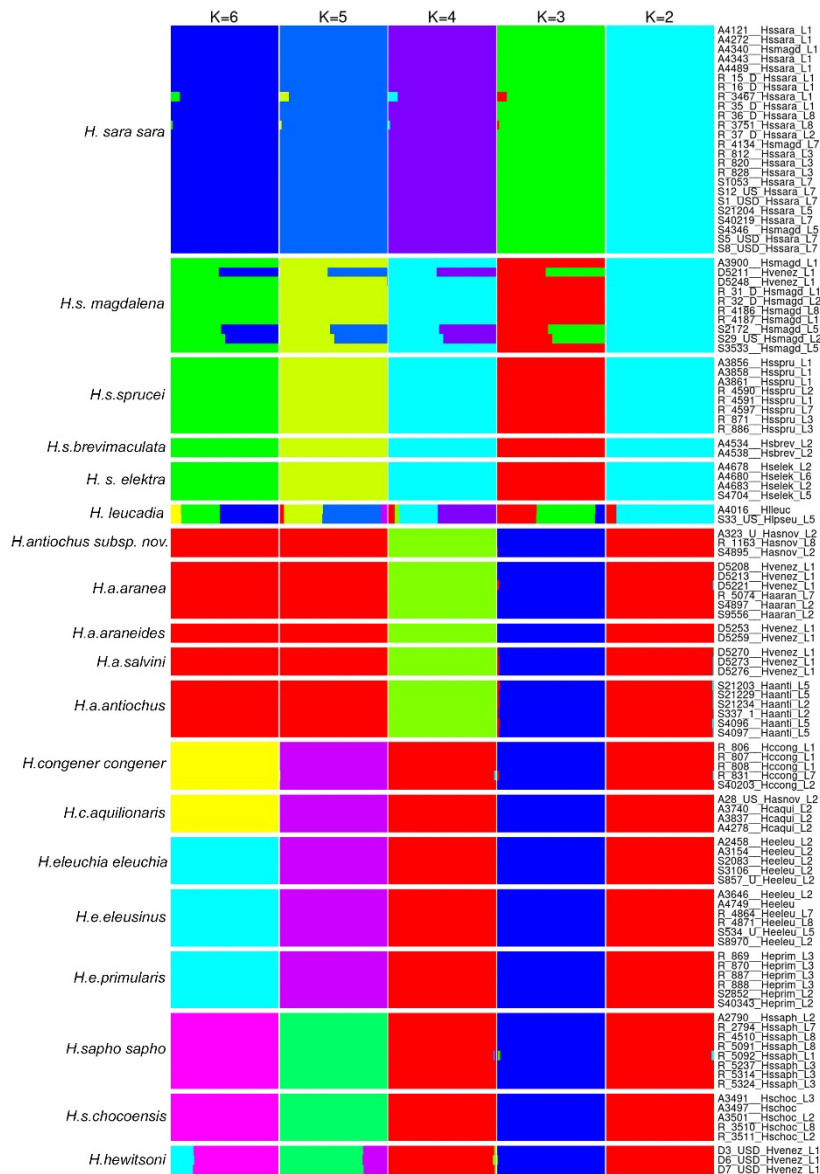 K=6 K=5 K=4 K=3 K=2
H. sara sara
A4121__Hssara_L1
A4272__Hssara_L1
A4340__Hsmagd_L1
A4343__Hssara_L1
A4489__Hssara_L1
R_15_D_Hssara_L1
R_16_D_Hssara_L1
R_3467_Hssara_L1
R_35_D_Hssara_L1
R_36_D_Hssara_L8
R_3751_Hssara_L8
R_37_D_Hssara_L2
R_4134_Hsmagd_L7
R_812__Hssara_L3
R_820__Hssara_L3
R_828__Hssara_L3
S1053__Hssara_L7
S12_US_Hssara_L7
S1_USD_Hssara_L7
S21204_Hssara_L5
S40219_Hssara_L7
S4346__Hsmagd_L5
S5_USD_Hssara_L7
S8_USD_Hssara_L7
H.s. magdalena
A3900__Hsmagd_L1
D5211__Hvenez_L1
D5248__Hvenez_L1
R_31_D_Hsmagd_L1
R_32_D_Hsmagd_L2
R_4186_Hsmagd_L8
R_4187_Hsmagd_L1
S2172__Hsmagd_L5
S29_US_Hsmagd_L2
S3533__Hsmagd_L5
H.s.sprucei
A3856__Hsspru_L1
A3858__Hsspru_L1
A3861__Hsspru_L1
R_4590_Hsspru_L2
R_4591_Hsspru_L1
R_4597_Hsspru_L7
R_871__Hsspru_L3
R_886__Hsspru_L3
H.s.brevimaculata
A4534__Hsbrev_L2
A4538__Hsbrev_L2
H. s. elektra
A4678__Hselek_L2
A4680__Hselek_L6
A4683__Hselek_L2
S4704__Hselek_L5
H. leucadia
A4016__Hlleuc
S33_US_Hlpseu_L5
H.antiochus subsp. nov.
A323_U_Hasnov_L2
R_1163_Hasnov_L8
S4895__Hasnov_L2
H.a.aranea
D5208__Hvenez_L1
D5213__Hvenez_L1
D5221__Hvenez_L1
R_5074_Haaran_L7
S4897__Haaran_L2
S9556__Haaran_L2
H.a.araneides
D5253__Hvenez_L1
D5259__Hvenez_L1
H.a.salvini
D5270__Hvenez_L1
D5273__Hvenez_L1
D5276__Hvenez_L1
H.a.antiochus
S21203_Haanti_L5
S21229_Haanti_L5
S21234_Haanti_L2
S337_1_Haanti_L2
S4096__Haanti_L5
S4097__Haanti_L5
H.congener congener
R_806__Hccong_L1
R_807__Hccong_L1
R_808__Hccong_L1
R_831__Hccong_L7
S40203_Hccong_L2
H.c.aquilionaris
A28_US_Hasnov_L2
A3740__Hcaqui_L2
A3837__Hcaqui_L2
A4278__Hcaqui_L2
H.eleuchia eleuchia
A2458__Heeleu_L2
A3154__Heeleu_L2
S2083__Heeleu_L2
S3106__Heeleu_L2
S857_U_Heeleu_L2
H.e.eleusinus
A3646__Heeleu_L2
A4749__Heeleu
R_4864_Heeleu_L7
R_4871_Heeleu_L8
S534_U_Heeleu_L5
S8970__Heeleu_L2
H.e.primularis
R_869__Heprim_L3
R_870__Heprim_L3
R_887__Heprim_L3
R_888__Heprim_L3
S2852__Heprim_L2
S40343_Heprim_L2
H.sapho sapho
A2790__Hssaph_L2
R_2794_Hssaph_L7
R_4510_Hssaph_L8
R_5091_Hssaph_L8
R_5092_Hssaph_L1
R_5237_Hssaph_L3
R_5314_Hssaph_L3
R_5324_Hssaph_L3
H.s.chocoensis
A3491__Hschoc_L3
A3497__Hschoc
A3501__Hschoc_L2
R_3510_Hschoc_L8
R_3511_Hschoc_L2
H.hewitsoni
D3_USD_Hvenez_L1
D6_USD_Hvenez_L1
D7_USD_Hvenez_L1